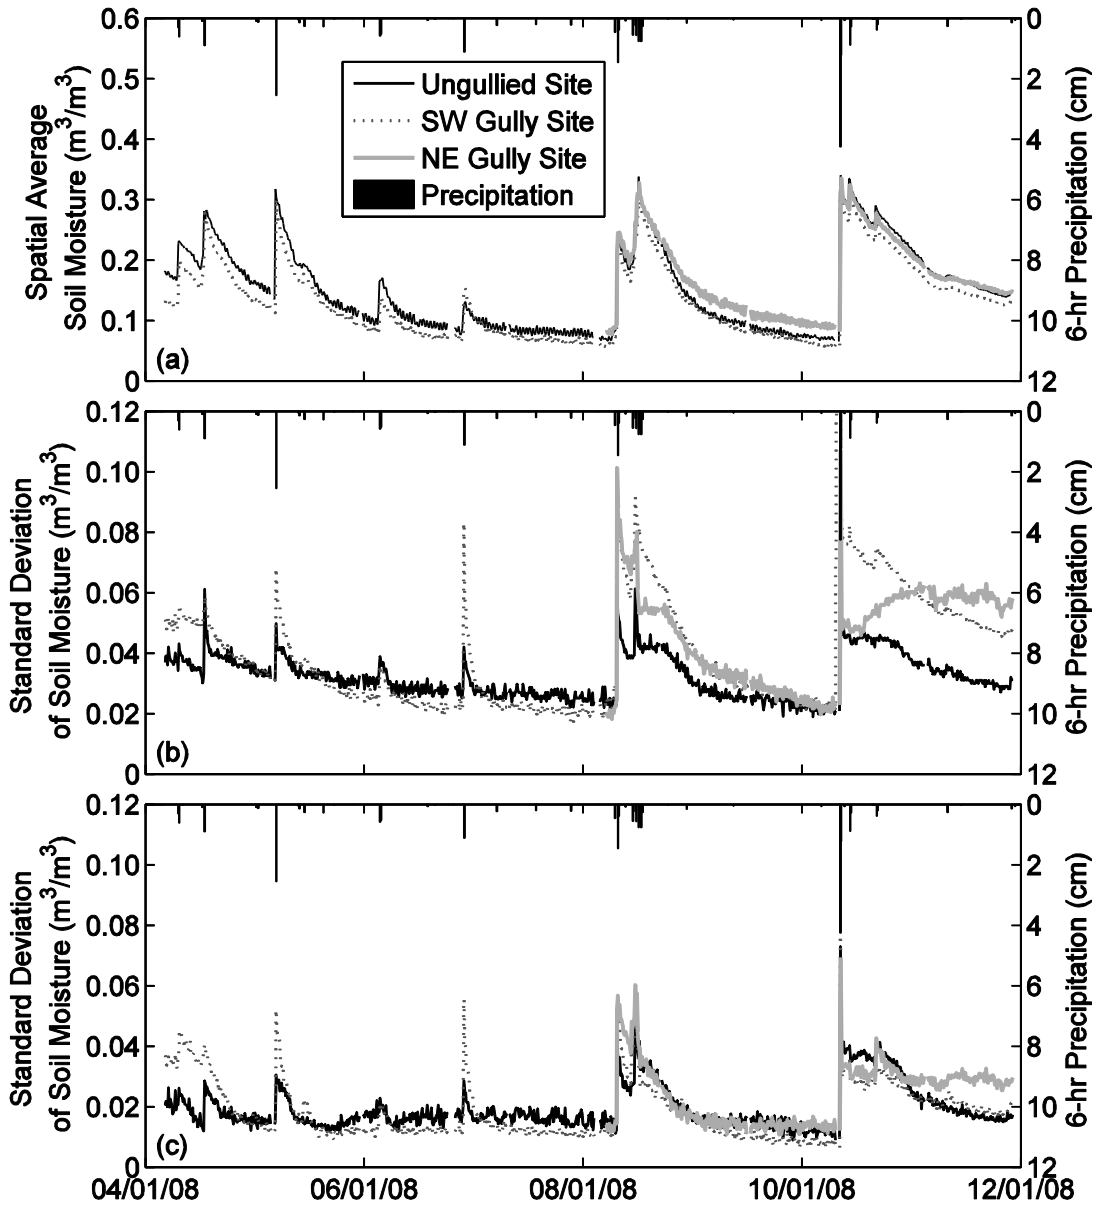 0.6
0.5
0.4
0.3
0.2
0.1
0
Spatial Average
Soil Moisture (m3/m3)
Ungullied Site
SW Gully Site
NE Gully Site
Precipitation
(a)
0
2
4
6
8
10
12
6-hr Precipitation (cm)
0.12
0.10
0.08
0.06
0.04
0.02
0
Standard Deviation
of Soil Moisture (m3/m3)
(b)
0
2
4
6
8
10
12
6-hr Precipitation (cm)
0.12
0.10
0.08
0.06
0.04
0.02
0
Standard Deviation
of Soil Moisture (m3/m3)
(c)
0
2
4
6
8
10
12
6-hr Precipitation (cm)
04/01/08 06/01/08 08/01/08 10/01/08 12/01/08